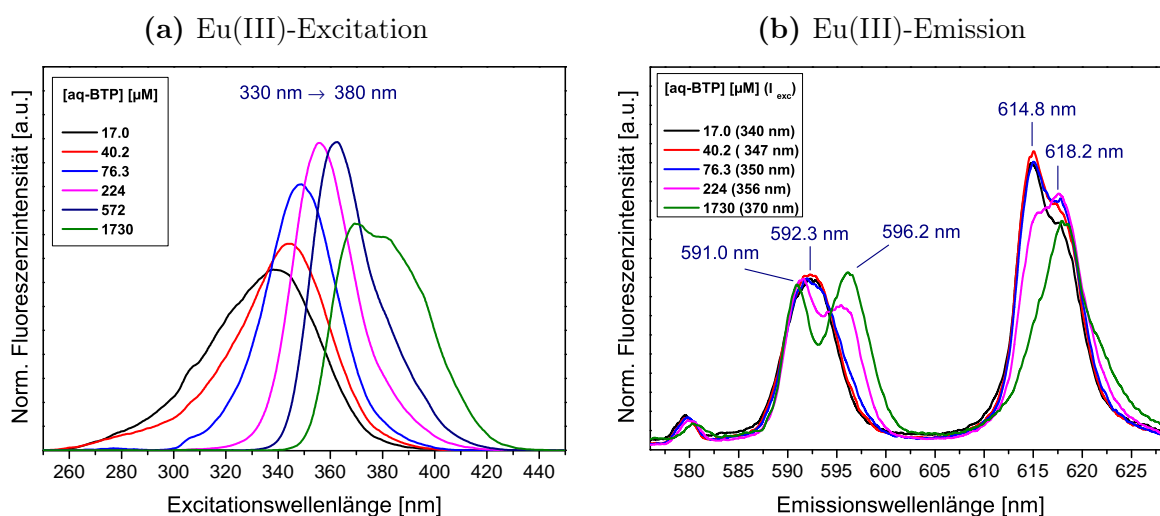 (a) Eu(III)-Excitation
[aq-BTP] [µM]
17.0
40.2
76.3
224
572
1730
330 nm → 380 nm
Norm. Fluoreszenzintensität [a.u.]
260 280 300 320 340 360 380 400 420 440
Excitationswellenlänge [nm]
(b) Eu(III)-Emission
[aq-BTP] [µM] (I exc)
17.0 (340 nm)
40.2 ( 347 nm)
76.3 (350 nm)
224 (356 nm)
1730 (370 nm)
614.8 nm
618.2 nm
592.3 nm
591.0 nm
596.2 nm
Norm. Fluoreszenzintensität [a.u.]
580 585 590 595 600 605 610 615 620 625
Emissionswellenlänge [nm]